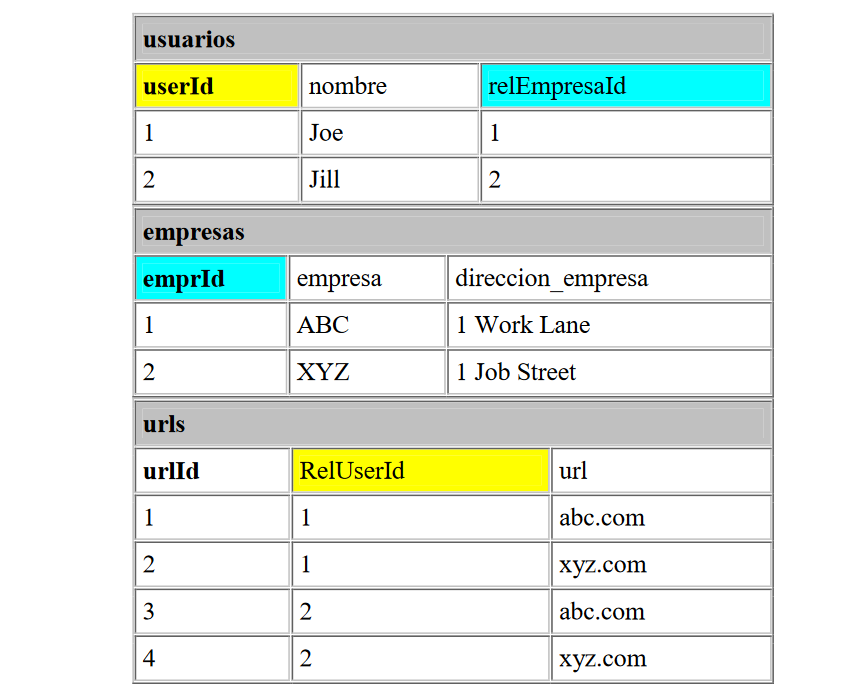 usuarios
userId nombre relEmpresaId
1 Joe 1
2 Jill 2
empresas
emprId empresa direccion_empresa
1 ABC 1 Work Lane
2 XYZ 1 Job Street
urls
urlId RelUserId url
1 1 abc.com
2 1 xyz.com
3 2 abc.com
4 2 xyz.com